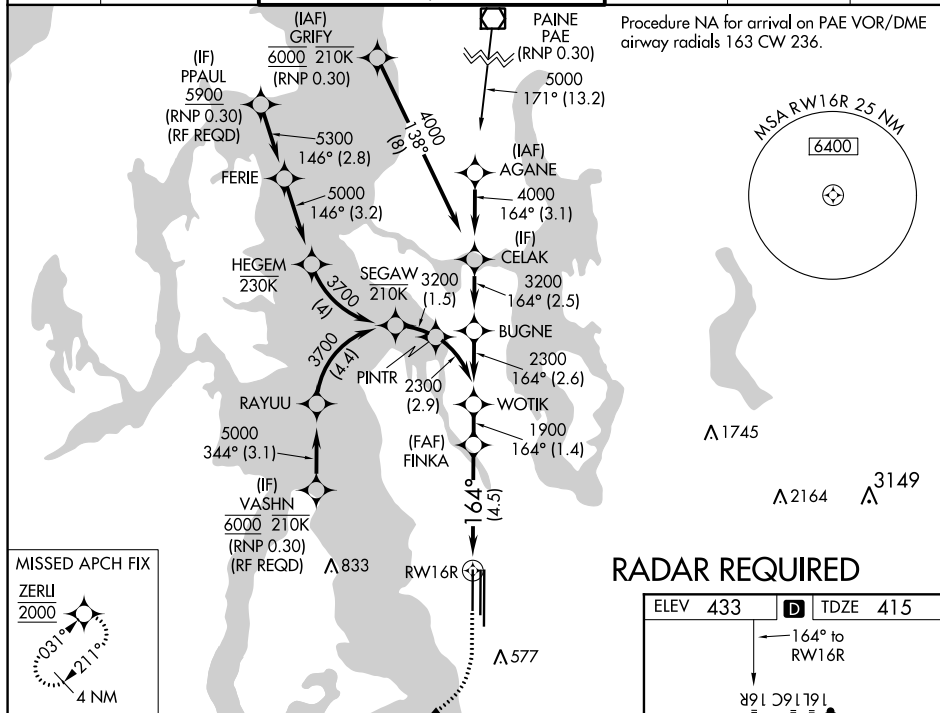 (IAF)
GRIFY
6000 210K
(RNP 0.30)
PAINE
PAE
(RNP 0.30)
Procedure NA for arrival on PAE VOR/DME
airway radials 163 CW 236.
(IF)
PPAUL
5900
(RNP 0.30)
(RF REQD)
5000
171° (13.2)
4000
138°
(8)
MSA RW16R 25 NM
6400
5300
146° (2.8)
FERIE
(IAF)
AGANE
4000
164° (3.1)
5000
146° (3.2)
(IF)
CELAK
HEGEM
230K
SEGAW
210K
3200
(1.5)
3200
164° (2.5)
3700
(4)
BUGNE
3700
(4.4)
PINTR
2300
(2.9)
2300
164° (2.6)
RAYUU
WOTIK
5000
344° (3.1)
1900
164° (1.4)
(FAF)
FINKA
1745
(IF)
VASHN
6000 210K
(RNP 0.30)
(RF REQD)
164°
(4.5)
2164
3149
833
RW16R
RADAR REQUIRED
MISSED APCH FIX
ZERLI
2000
031°
211°
4 NM
577
ELEV 433 D TDZE 415
164° to
RW16R
16R 16C 16L